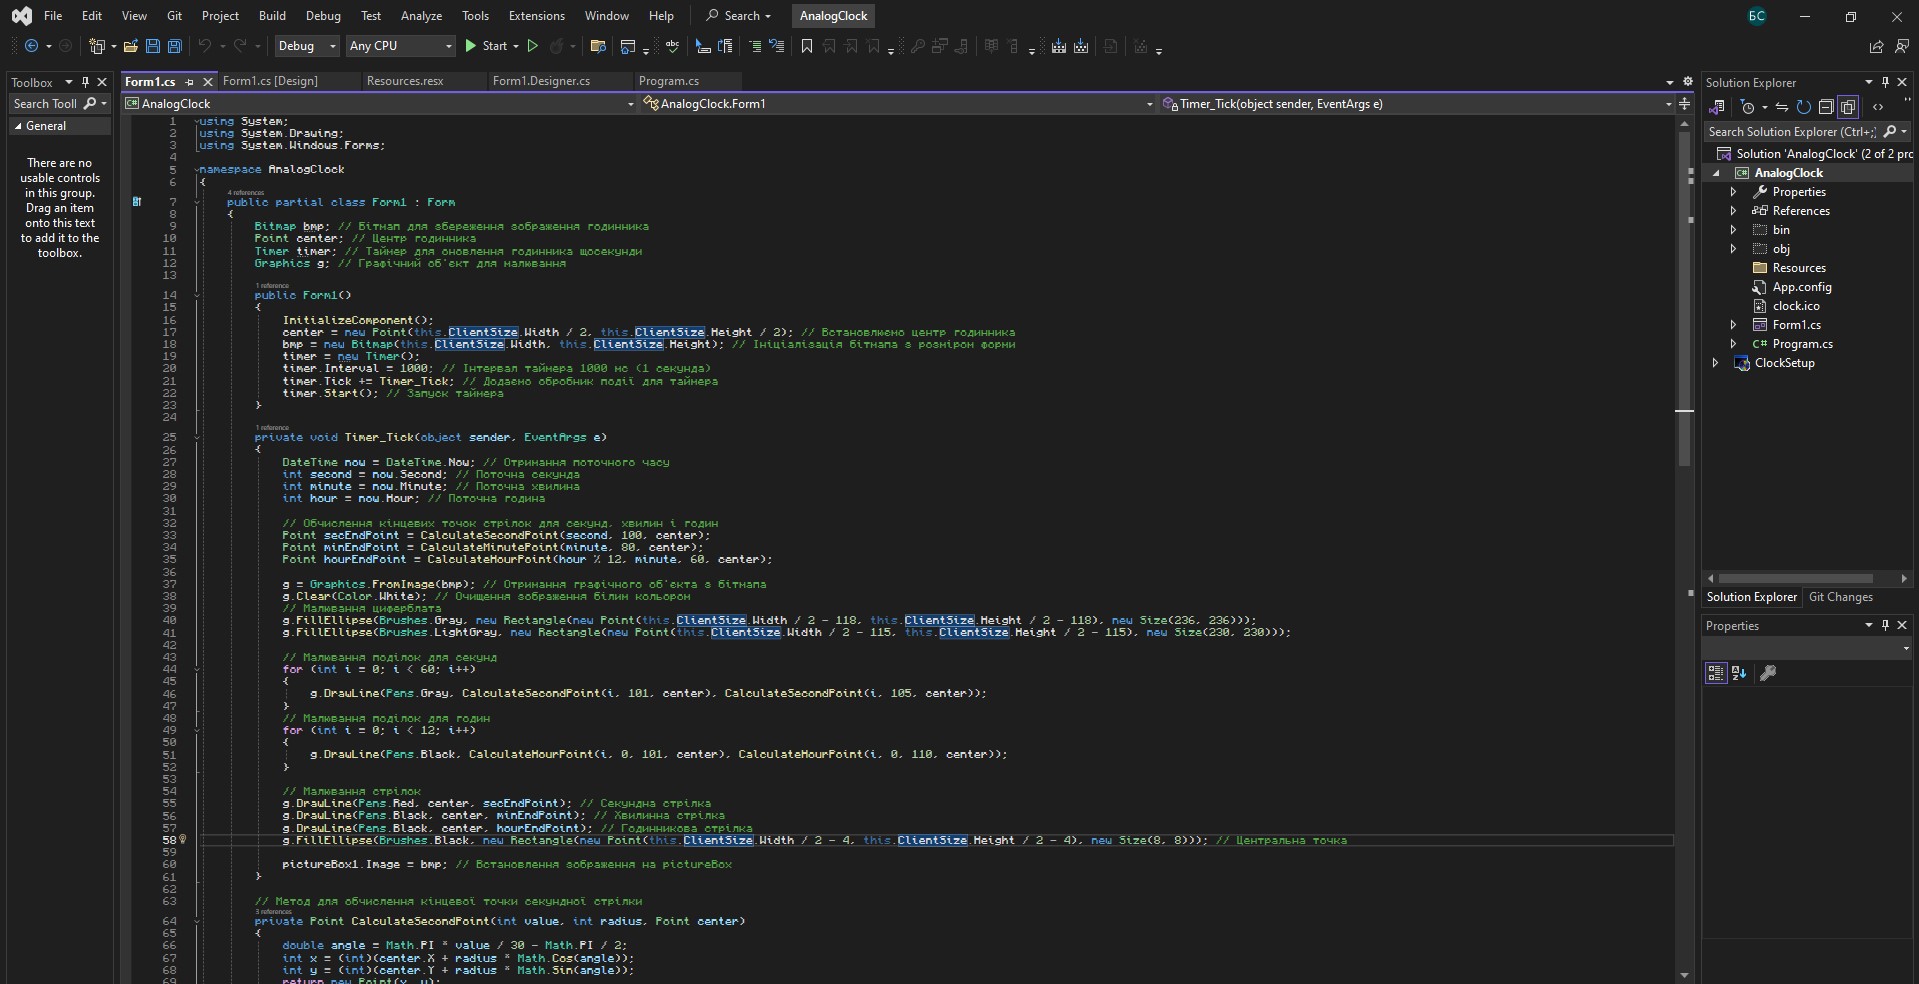 File Edit View Git Project Build Debug Test Analyze Tools Extensions Window Help Search AnalogClock БС
Debug Any CPU Start
Toolbox
Search Tooll
General
There are no
usable controls
in this group.
Drag an item
onto this text
to add it to the
toolbox.
Form1.cs Form1.cs [Design] Resources.resx Form1.Designer.cs Program.cs
AnalogClock AnalogClock.Form1 Timer_Tick(object sender, EventArgs e)
1 using System;
2 using System.Drawing;
3 using System.Windows.Forms;
4
5 namespace AnalogClock
6 {
4 references
7 public partial class Form1 : Form
8 {
9 Bitmap bmp; // Бітмап для збереження зображення годинника
10 Point center; // Центр годинника
11 Timer timer; // Таймер для оновлення годинника щосекунди
12 Graphics g; // Графічний об'єкт для малювання
13
1 reference
14 public Form1()
15 {
16 InitializeComponent();
17 center = new Point(this.ClientSize.Width / 2, this.ClientSize.Height / 2); // Встановлюємо центр годинника
18 bmp = new Bitmap(this.ClientSize.Width, this.ClientSize.Height); // Ініціалізація бітмапа з розміром форми
19 timer = new Timer();
20 timer.Interval = 1000; // Інтервал таймера 1000 мс (1 секунда)
21 timer.Tick += Timer_Tick; // Додаємо обробник події для таймера
22 timer.Start(); // Запуск таймера
23 }
24
1 reference
25 private void Timer_Tick(object sender, EventArgs e)
26 {
27 DateTime now = DateTime.Now; // Отримання поточного часу
28 int second = now.Second; // Поточна секунда
29 int minute = now.Minute; // Поточна хвилина
30 int hour = now.Hour; // Поточна година
31
32 // Обчислення кінцевих точок стрілок для секунд, хвилин і годин
33 Point secEndPoint = CalculateSecondPoint(second, 100, center);
34 Point minEndPoint = CalculateMinutePoint(minute, 80, center);
35 Point hourEndPoint = CalculateHourPoint(hour % 12, minute, 60, center);
36
37 g = Graphics.FromImage(bmp); // Отримання графічного об'єкта з бітмапа
38 g.Clear(Color.White); // Очищення зображення білим кольором
39 // Малювання циферблата
40 g.FillEllipse(Brushes.Gray, new Rectangle(new Point(this.ClientSize.Width / 2 - 118, this.ClientSize.Height / 2 - 118), new Size(236, 236)));
41 g.FillEllipse(Brushes.LightGray, new Rectangle(new Point(this.ClientSize.Width / 2 - 115, this.ClientSize.Height / 2 - 115), new Size(230, 230)));
42
43 // Малювання поділок для секунд
44 for (int i = 0; i < 60; i++)
45 {
46 g.DrawLine(Pens.Gray, CalculateSecondPoint(i, 101, center), CalculateSecondPoint(i, 105, center));
47 }
48 // Малювання поділок для годин
49 for (int i = 0; i < 12; i++)
50 {
51 g.DrawLine(Pens.Black, CalculateHourPoint(i, 0, 101, center), CalculateHourPoint(i, 0, 110, center));
52 }
53
54 // Малювання стрілок
55 g.DrawLine(Pens.Red, center, secEndPoint); // Секундна стрілка
56 g.DrawLine(Pens.Black, center, minEndPoint); // Хвилинна стрілка
57 g.DrawLine(Pens.Black, center, hourEndPoint); // Годинникова стрілка
58 g.FillEllipse(Brushes.Black, new Rectangle(new Point(this.ClientSize.Width / 2 - 4, this.ClientSize.Height / 2 - 4), new Size(8, 8))); // Центральна точка
59
60 pictureBox1.Image = bmp; // Встановлення зображення на pictureBox
61 }
62
63 // Метод для обчислення кінцевої точки секундної стрілки
3 references
64 private Point CalculateSecondPoint(int value, int radius, Point center)
65 {
66 double angle = Math.PI * value / 30 - Math.PI / 2;
67 int x = (int)(center.X + radius * Math.Cos(angle));
68 int y = (int)(center.Y + radius * Math.Sin(angle));
69 return new Point(x, y);
Solution Explorer
Search Solution Explorer (Ctrl+;)
Solution 'AnalogClock' (2 of 2 pro
AnalogClock
Properties
References
bin
obj
Resources
App.config
clock.ico
Form1.cs
Program.cs
ClockSetup
Solution Explorer Git Changes
Properties